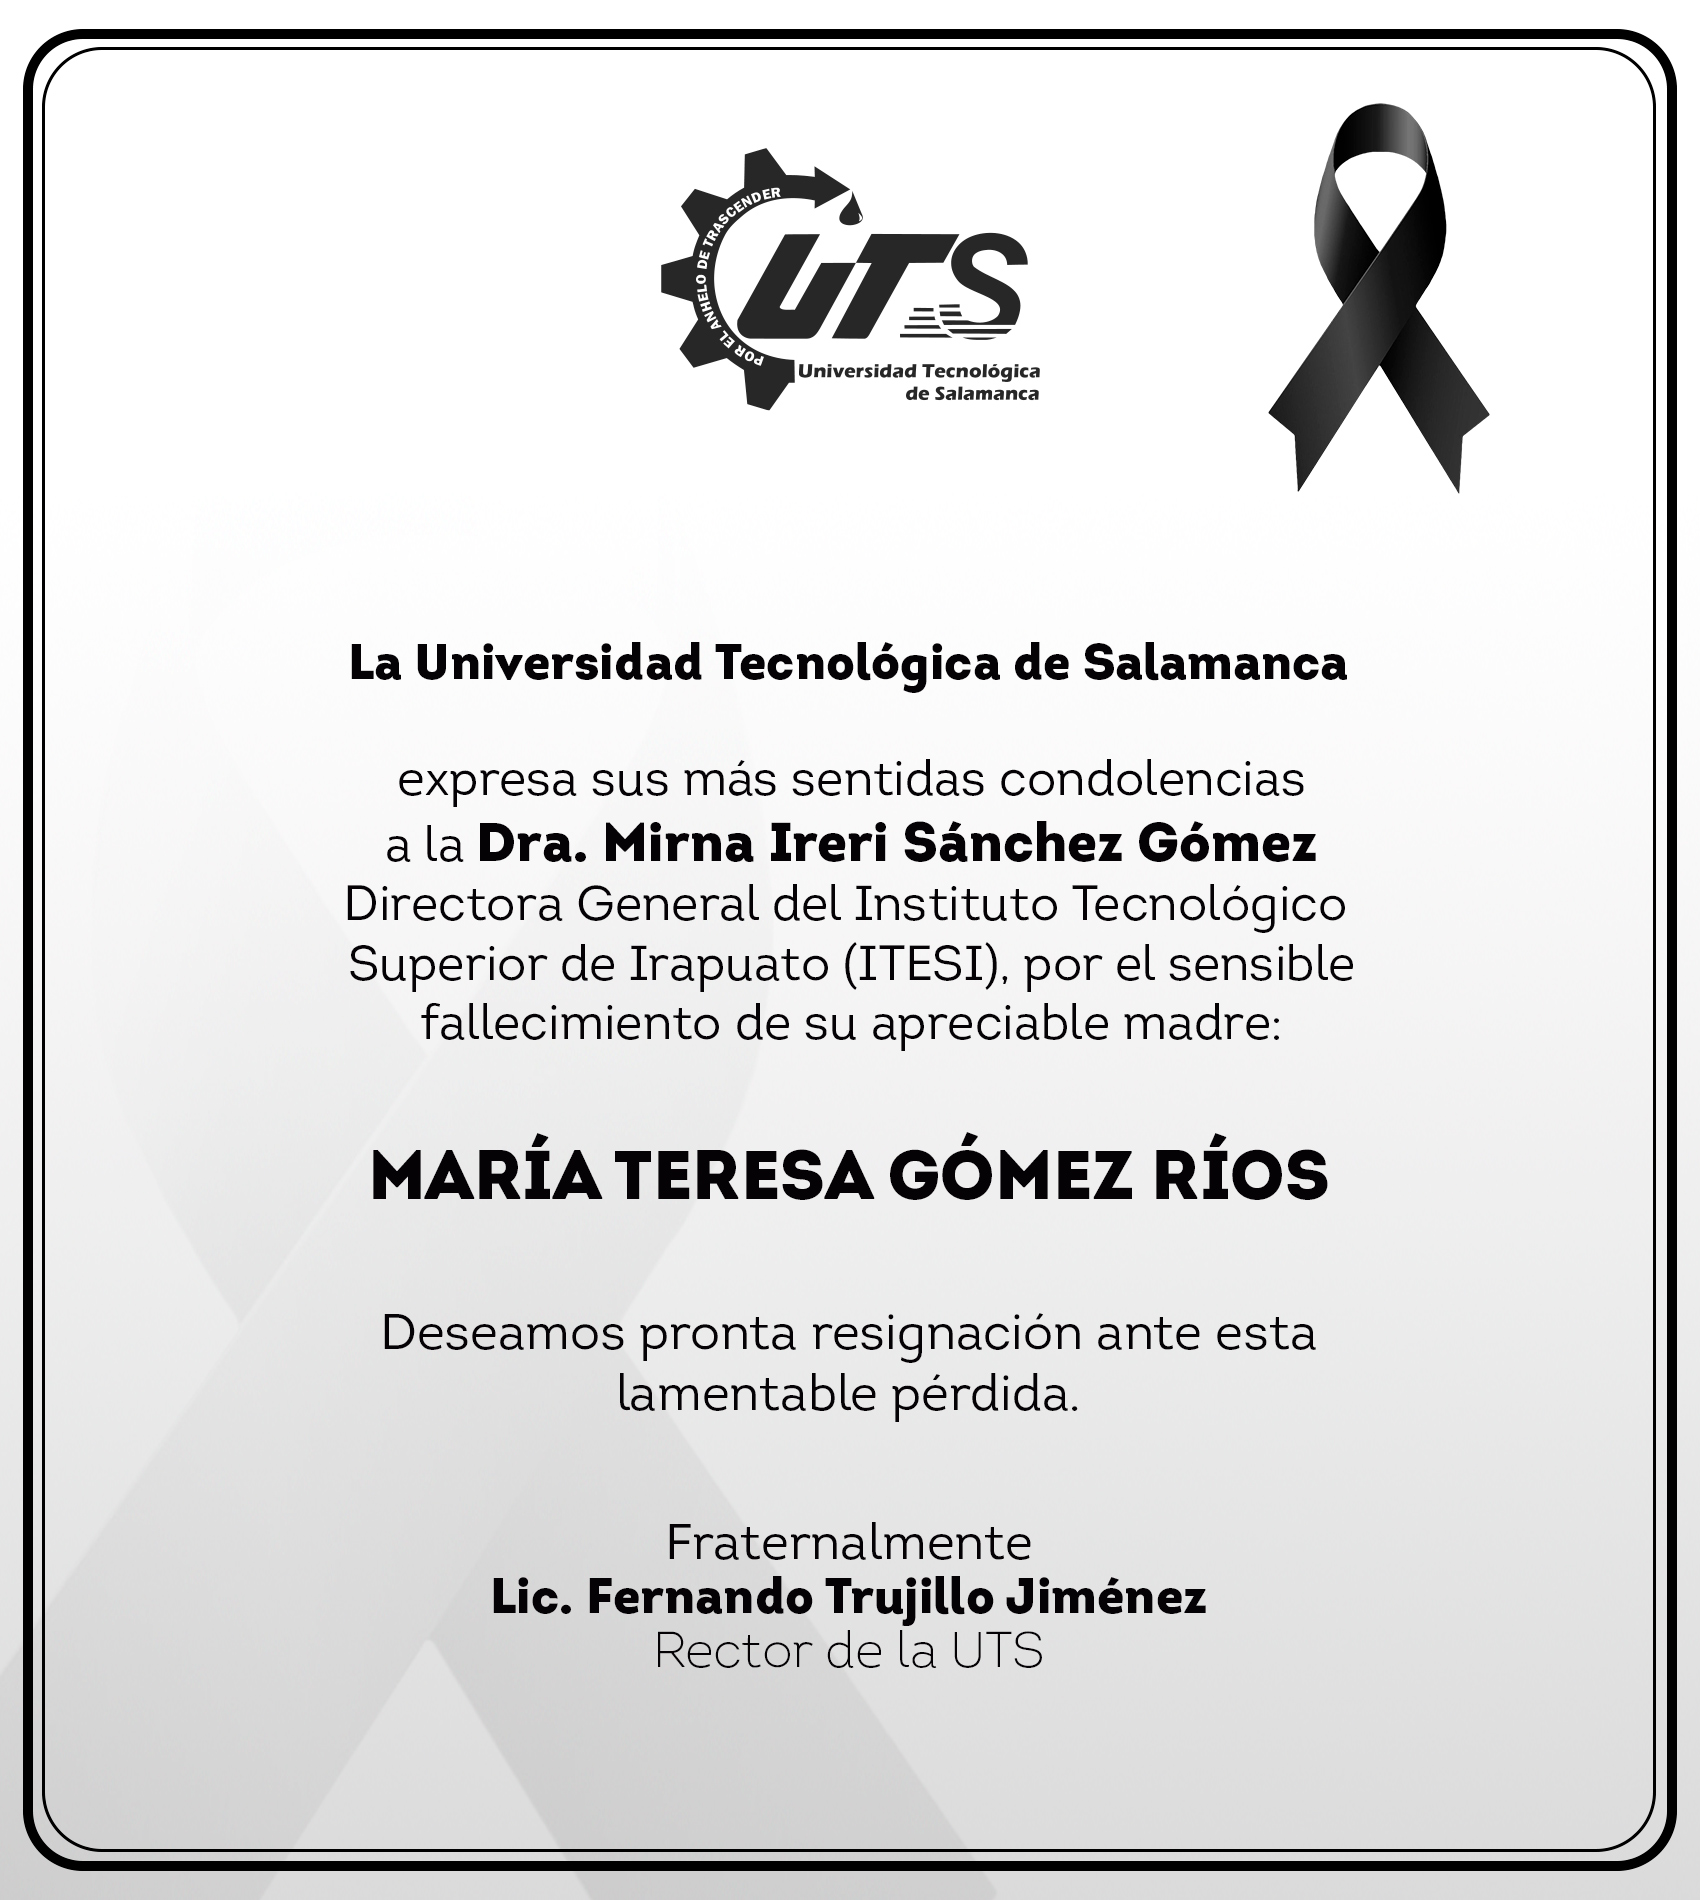 POR EL ANHELO DE TRASCENDER
UTS
Universidad Tecnológica
de Salamanca
La Universidad Tecnológica de Salamanca
expresa sus más sentidas condolencias
a la Dra. Mirna Ireri Sánchez Gómez
Directora General del Instituto Tecnológico
Superior de Irapuato (ITESI), por el sensible
fallecimiento de su apreciable madre:
MARÍA TERESA GÓMEZ RÍOS
Deseamos pronta resignación ante esta
lamentable pérdida.
Fraternalmente
Lic. Fernando Trujillo Jiménez
Rector de la UTS